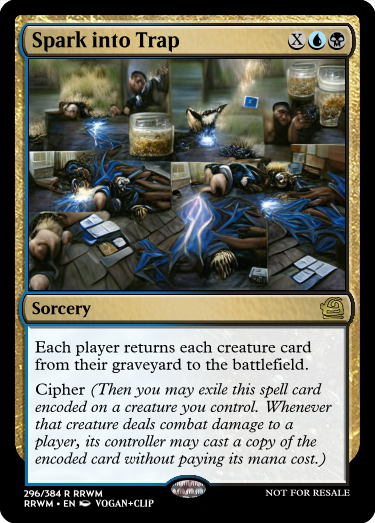 Spark into Trap
X
Sorcery
Each player returns each creature card
from their graveyard to the battlefield.
Cipher (Then you may exile this spell card
encoded on a creature you control. Whenever
that creature deals combat damage to a
player, its controller may cast a copy of the
encoded card without paying its mana cost.)
296/384 R RRWM
NOT FOR RESALE
RRWM • EN VOGAN+CLIP